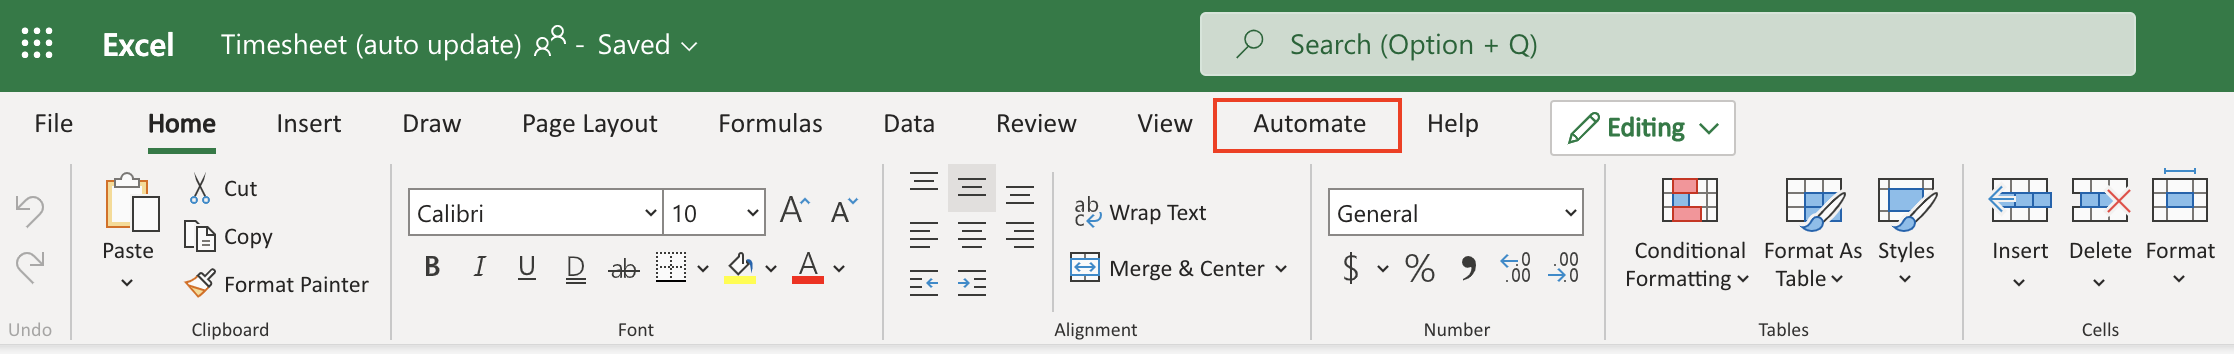 Excel Timesheet (auto update) - Saved Search (Option + Q)
File Home Insert Draw Page Layout Formulas Data Review View Automate Help Editing
Paste
Cut
Copy
Format Painter
Undo
Clipboard
Calibri 10 A A
B I U D ab A
Font
ab
c Wrap Text
Merge & Center
Alignment
General
$ % , .0 .00 .00 .0
Number
Conditional
Formatting
Format As
Table
Styles
Tables
Insert Delete Format
Cells